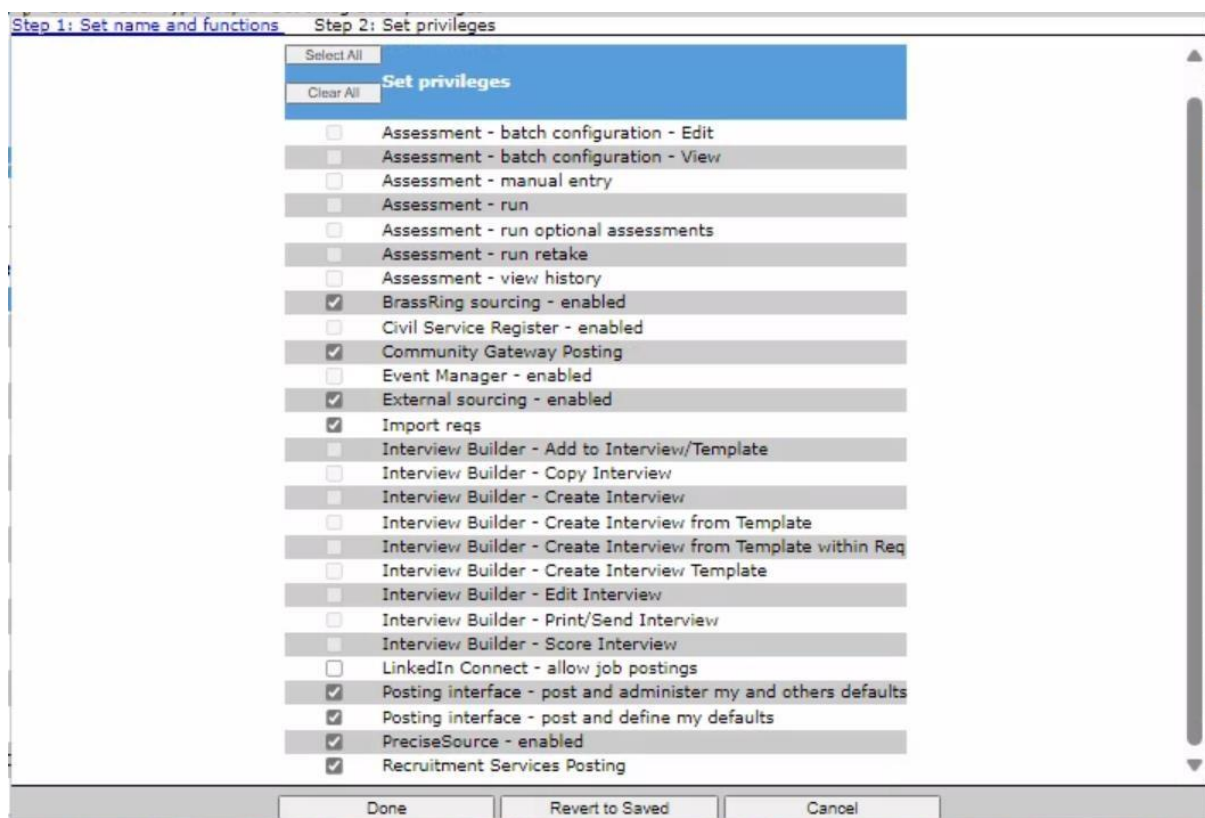 Step 1: Set name and functions Step 2: Set privileges
Select All
Set privileges
Clear All
Assessment - batch configuration - Edit
Assessment - batch configuration - View
Assessment - manual entry
Assessment - run
Assessment - run optional assessments
Assessment - run retake
Assessment - view history
BrassRing sourcing - enabled
Civil Service Register - enabled
Community Gateway Posting
Event Manager - enabled
External sourcing - enabled
Import reqs
Interview Builder - Add to Interview/Template
Interview Builder - Copy Interview
Interview Builder - Create Interview
Interview Builder - Create Interview from Template
Interview Builder - Create Interview from Template within Req
Interview Builder - Create Interview Template
Interview Builder - Edit Interview
Interview Builder - Print/Send Interview
Interview Builder - Score Interview
LinkedIn Connect - allow job postings
Posting interface - post and administer my and others defaults
Posting interface - post and define my defaults
PreciseSource - enabled
Recruitment Services Posting
Done Revert to Saved Cancel